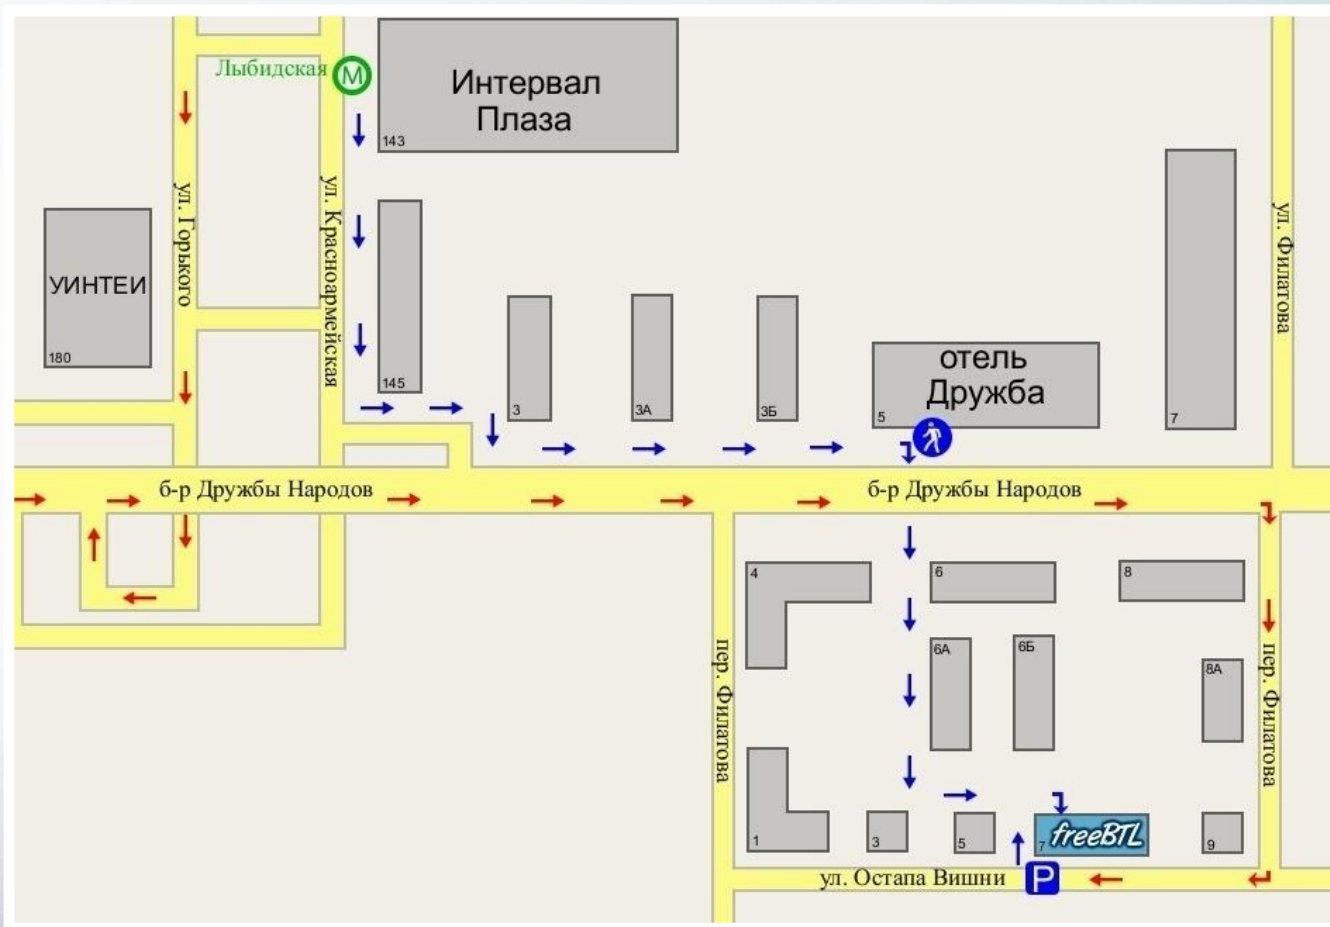 Лыбидская М
Интервал
Плаза
143
ул. Горького
ул. Красноармейская
ул. Филатова
УИНТЕИ
180
145
3
3А
3Б
отель
Дружба
5
7
б-р Дружбы Народов
б-р Дружбы Народов
4
6
8
6А
6Б
8А
пер. Филатова
пер. Филатова
1
3
5
7 freeBTL
9
ул. Остапа Вишни P